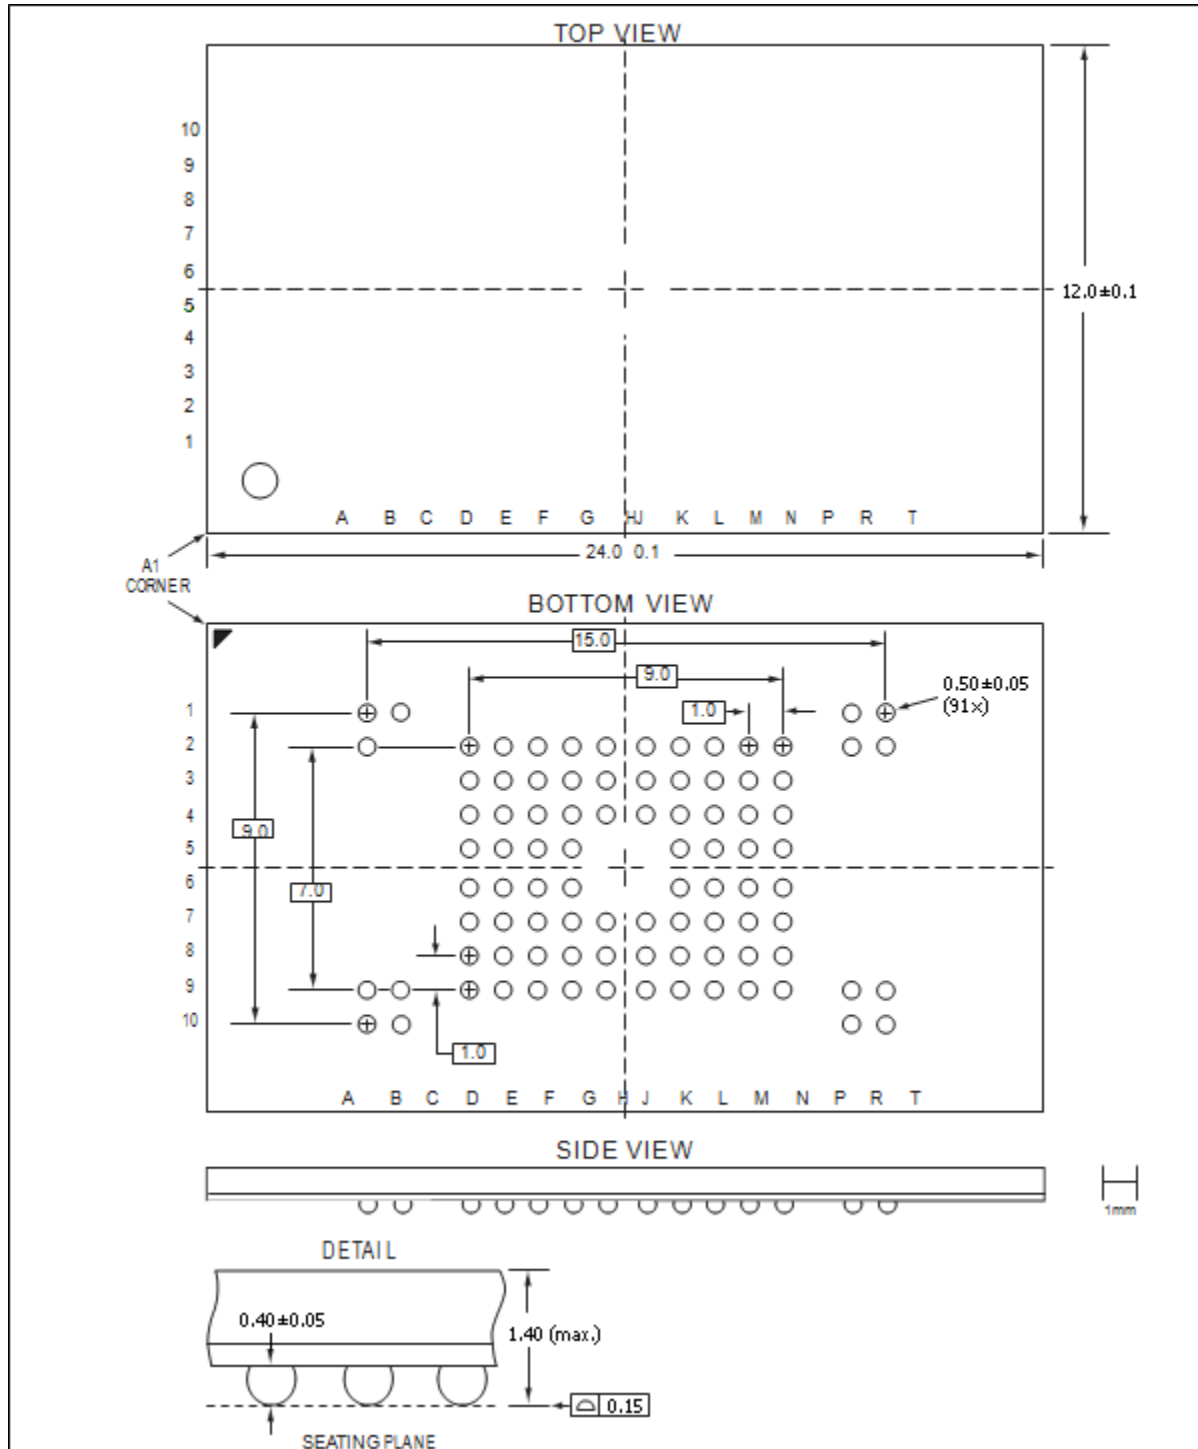 TOP VIEW
10
9
8
7
6
5
4
3
2
1
12.0±0.1
A B C D E F G HJ K L M N P R T
24.0 0.1
A1
CORNER
BOTTOM VIEW
15.0
9.0
0.50±0.05
(91×)
1.0
1
2
3
4
5
6
7
8
9
10
9.0
7.0
1.0
A B C D E F G H J K L M N P R T
SIDE VIEW
1mm
DETAIL
0.40±0.05
1.40 (max.)
0.15
SEATING PLANE